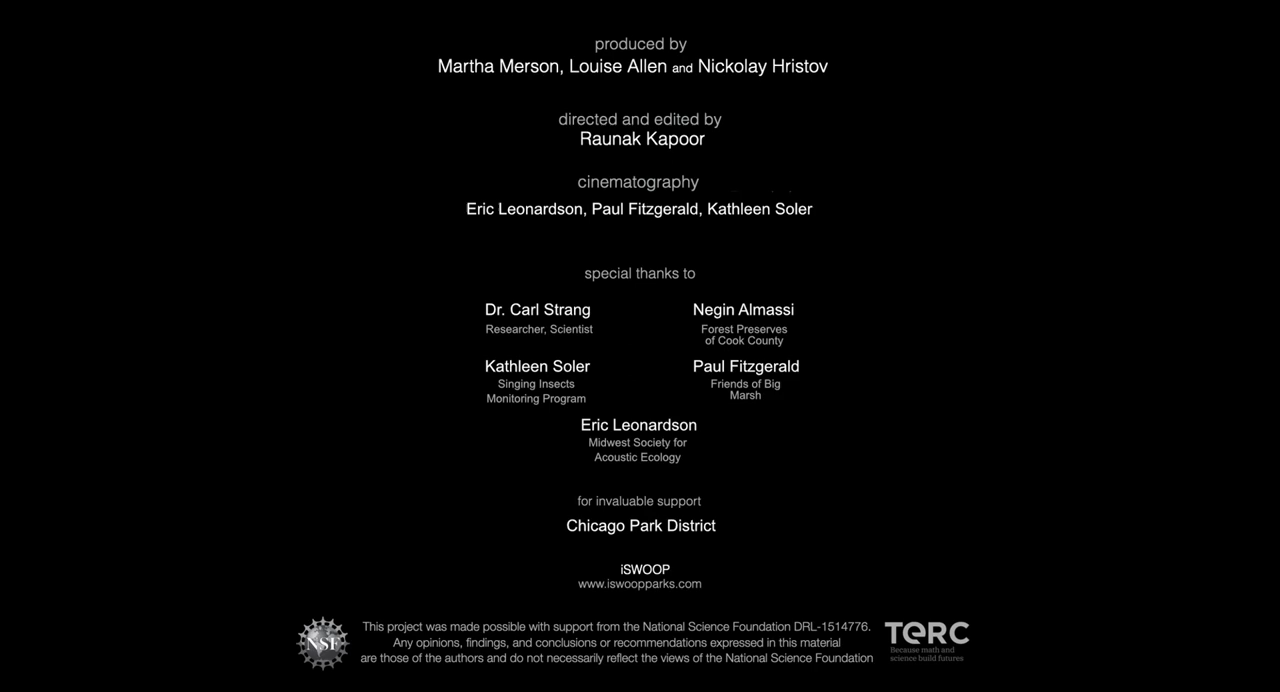 produced by
Martha Merson, Louise Allen and Nickolay Hristov
directed and edited by
Raunak Kapoor
cinematography
Eric Leonardson, Paul Fitzgerald, Kathleen Soler
special thanks to
Dr. Carl Strang
Researcher, Scientist
Negin Almassi
Forest Preserves
of Cook County
Kathleen Soler
Singing Insects
Monitoring Program
Paul Fitzgerald
Friends of Big
Marsh
Eric Leonardson
Midwest Society for
Acoustic Ecology
for invaluable support
Chicago Park District
iSWOOP
www.iswoopparks.com
NSF
This project was made possible with support from the National Science Foundation DRL-1514776.
Any opinions, findings, and conclusions or recommendations expressed in this material
are those of the authors and do not necessarily reflect the views of the National Science Foundation
TERC
Because math and
science build futures